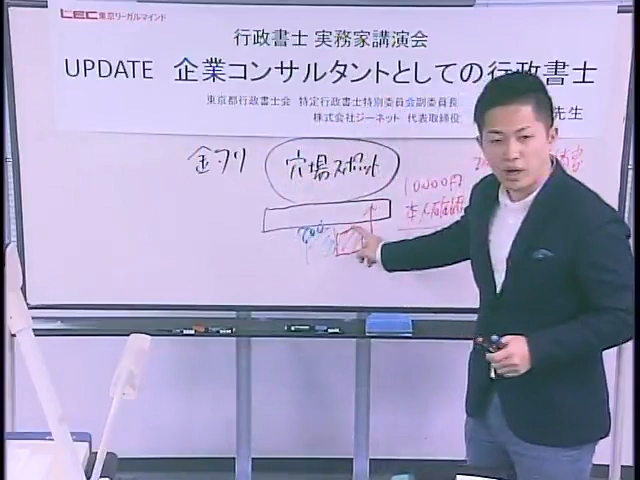 LEC東京リーガルマインド
行政書士 実務家講演会
UPDATE 企業コンサルタントとしての行政書士
東京都行政書士会 特定行政書士特別委員会副委員長
株式会社ジーネット 代表取締役
先生
穴場スポット
10000円